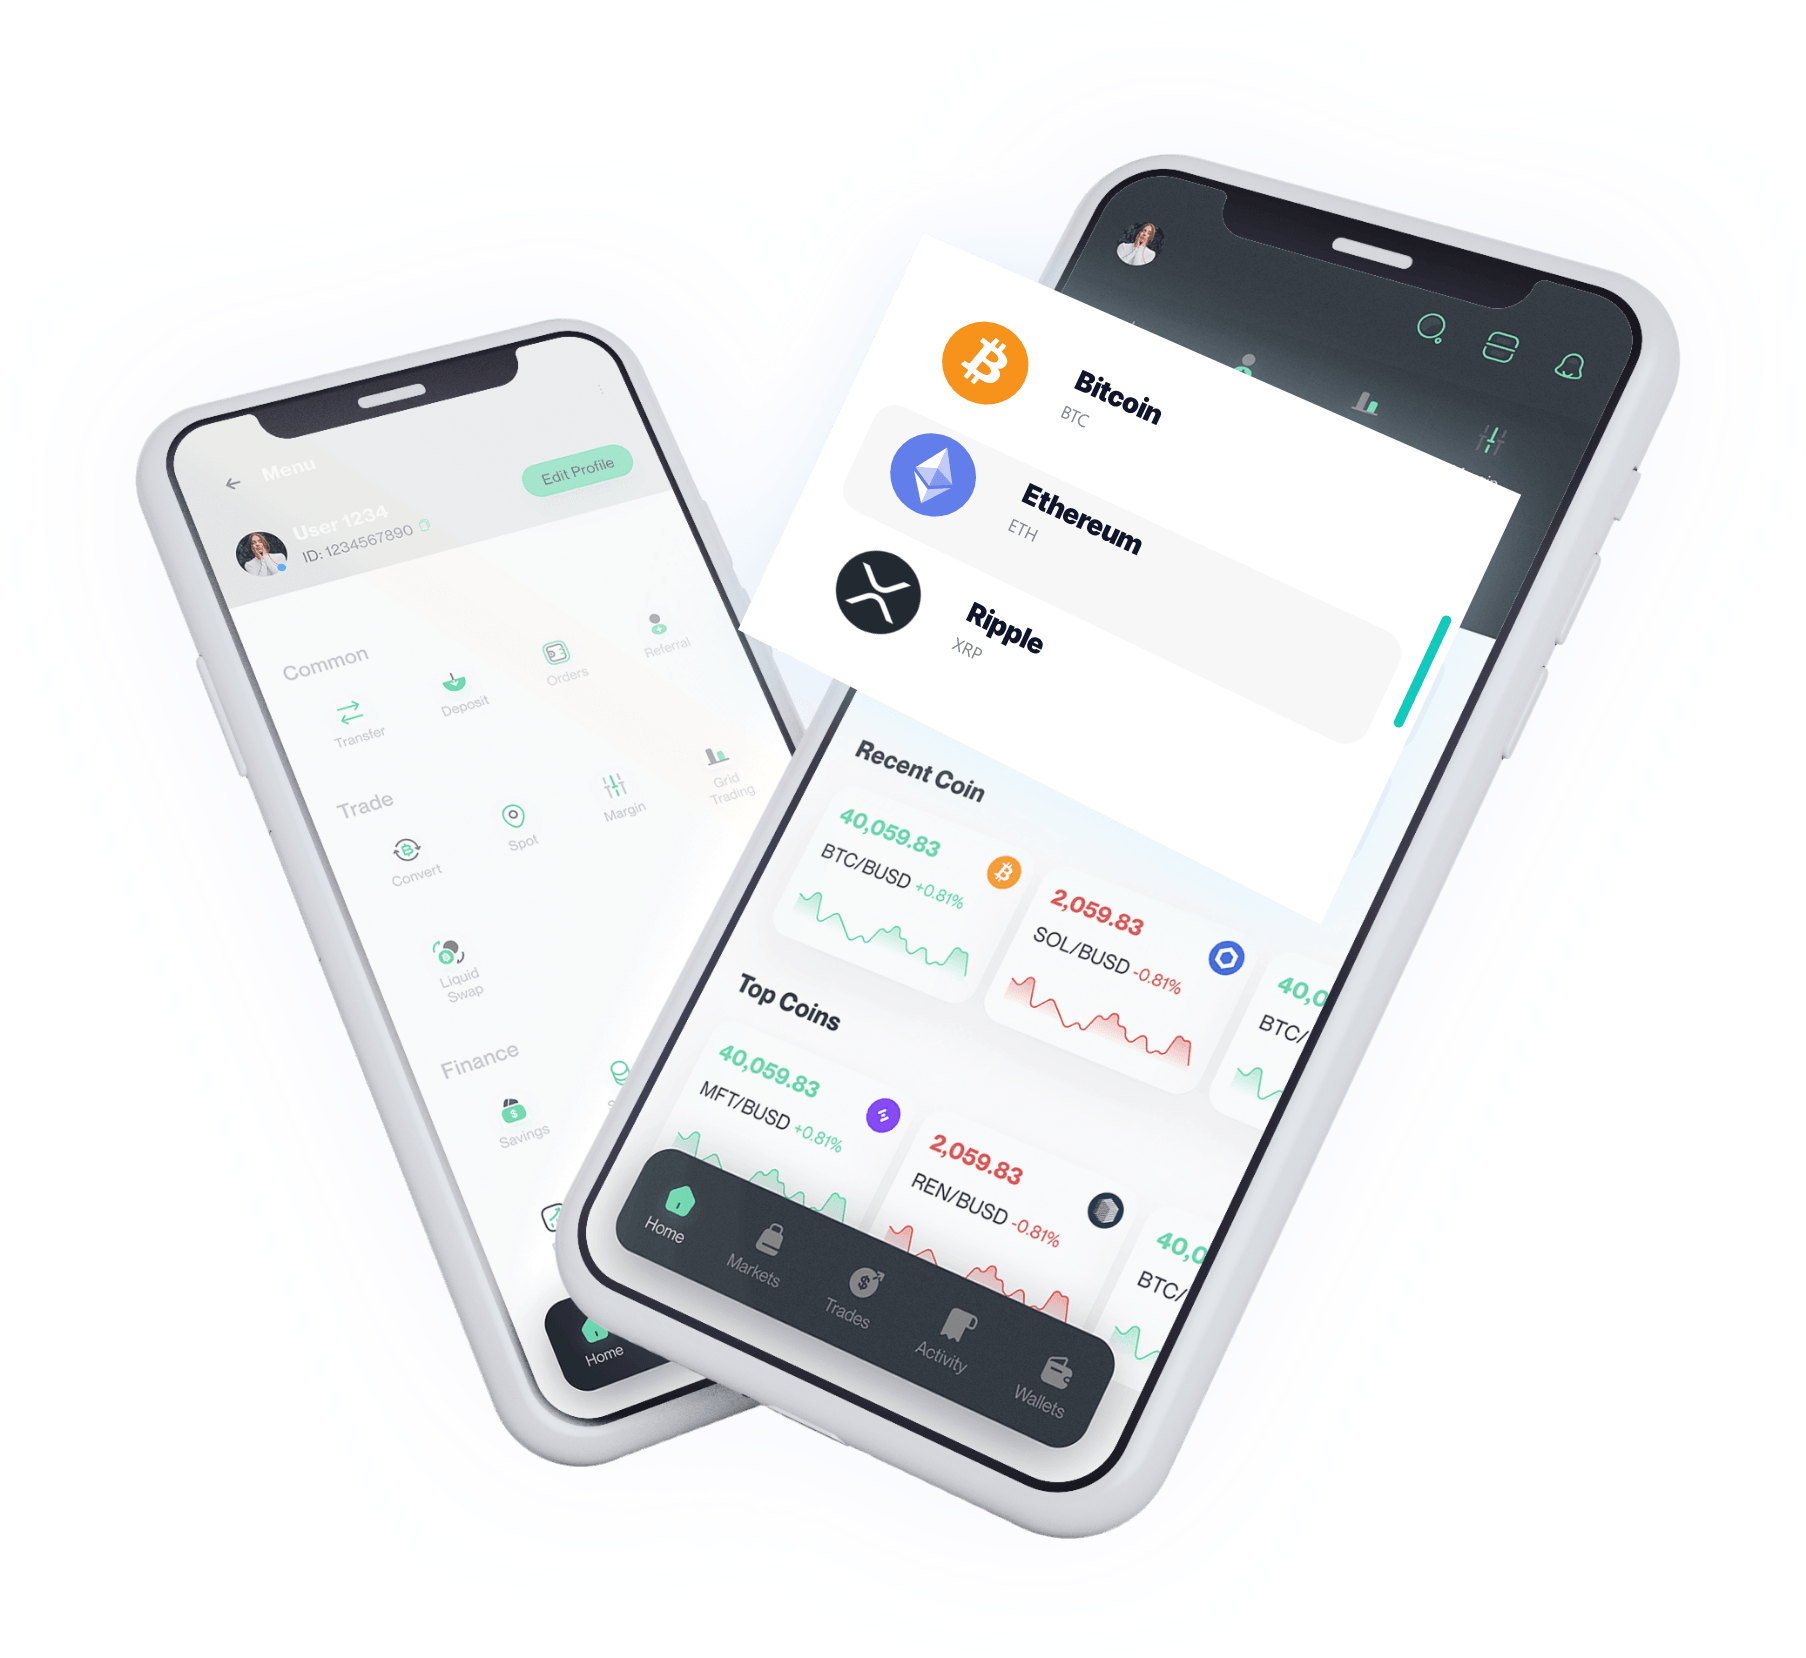 Menu
Edit Profile
User 1234
ID: 1234567890
Common
Transfer
Deposit
Orders
Referral
Trade
Convert
Spot
Margin
Grid
Trading
Liquid
Swap
Finance
Savings
Home
Bitcoin
BTC
Ethereum
ETH
Ripple
XRP
Recent Coin
40,059.83
BTC/BUSD +0.81%
2,059.83
SOL/BUSD -0.81%
40,0
BTC/
Top Coins
40,059.83
MFT/BUSD +0.81%
2,059.83
REN/BUSD -0.81%
40,0
BTC/
Home
Markets
Trades
Activity
Wallets